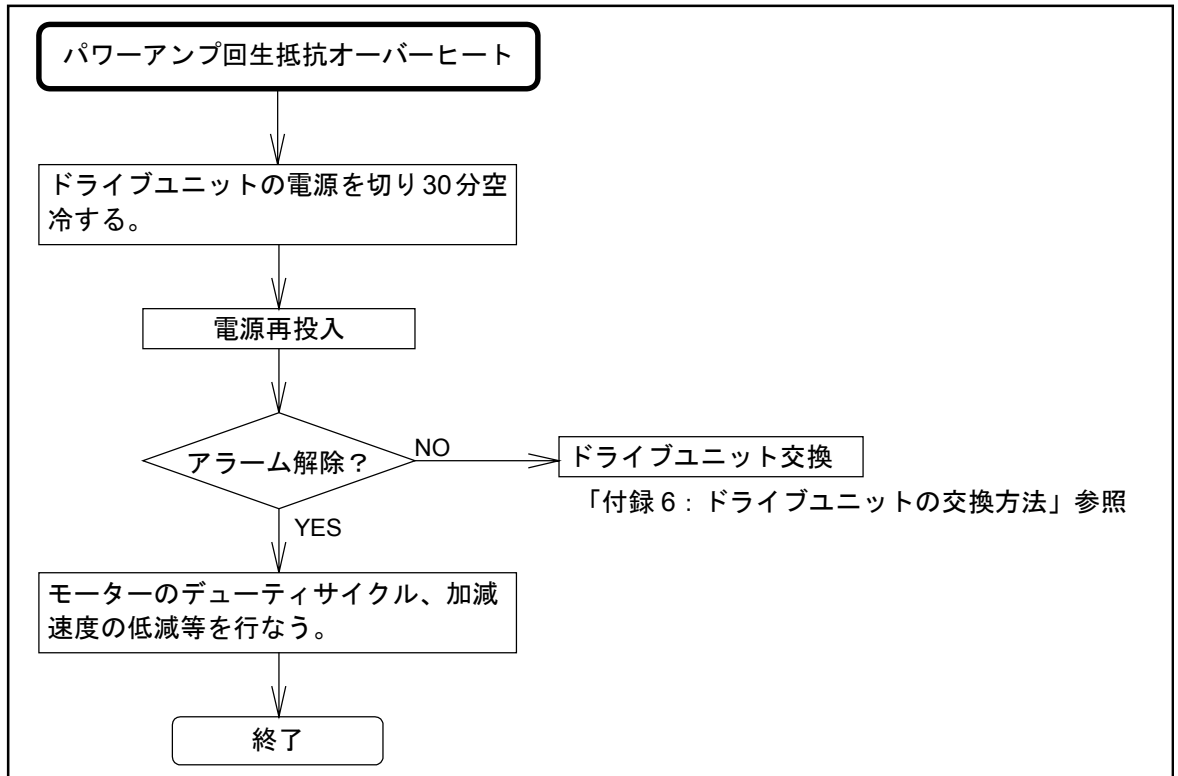 パワーアンプ回生抵抗オーバーヒート
ドライブユニットの電源を切り30分空
冷する。
電源再投入
アラーム解除？
NO
ドライブユニット交換
「付録6：ドライブユニットの交換方法」参照
YES
モーターのデューティサイクル、加減
速度の低減等を行なう。
終了